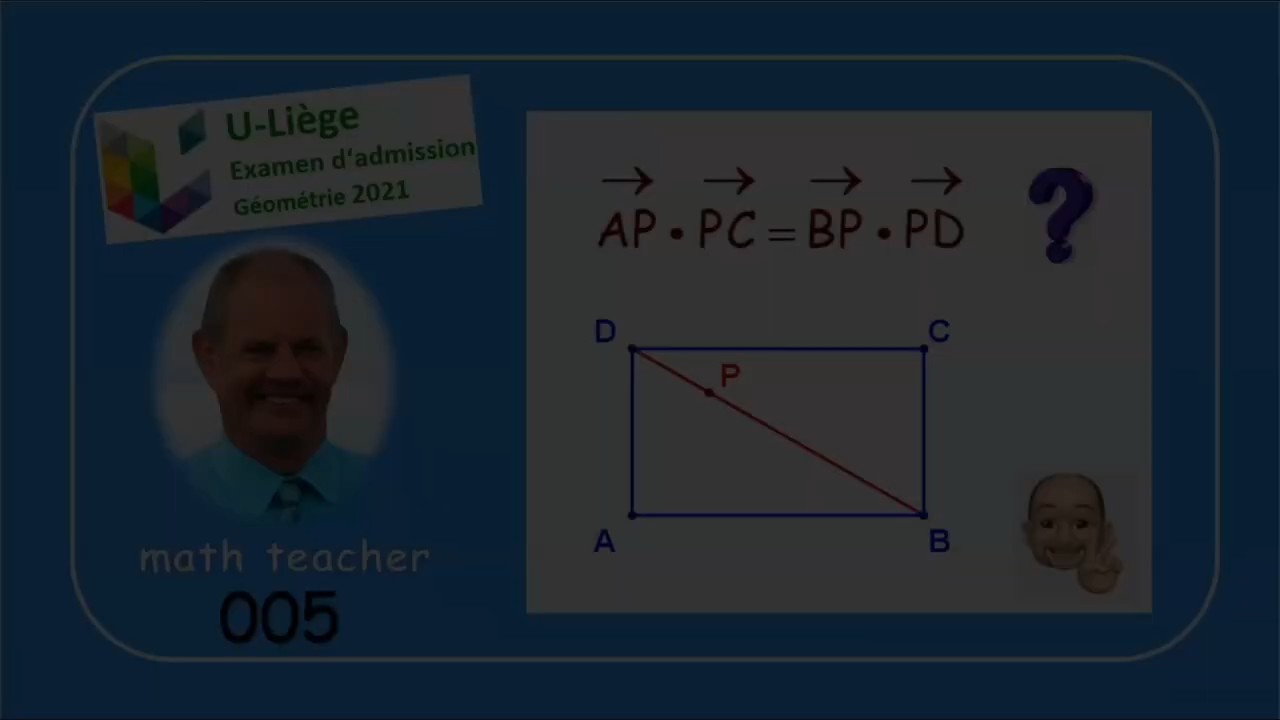 U-Liège
Examen d'admission
Géométrie 2021
AP • PC = BP • PD
?
D
C
P
A
B
math teacher
005